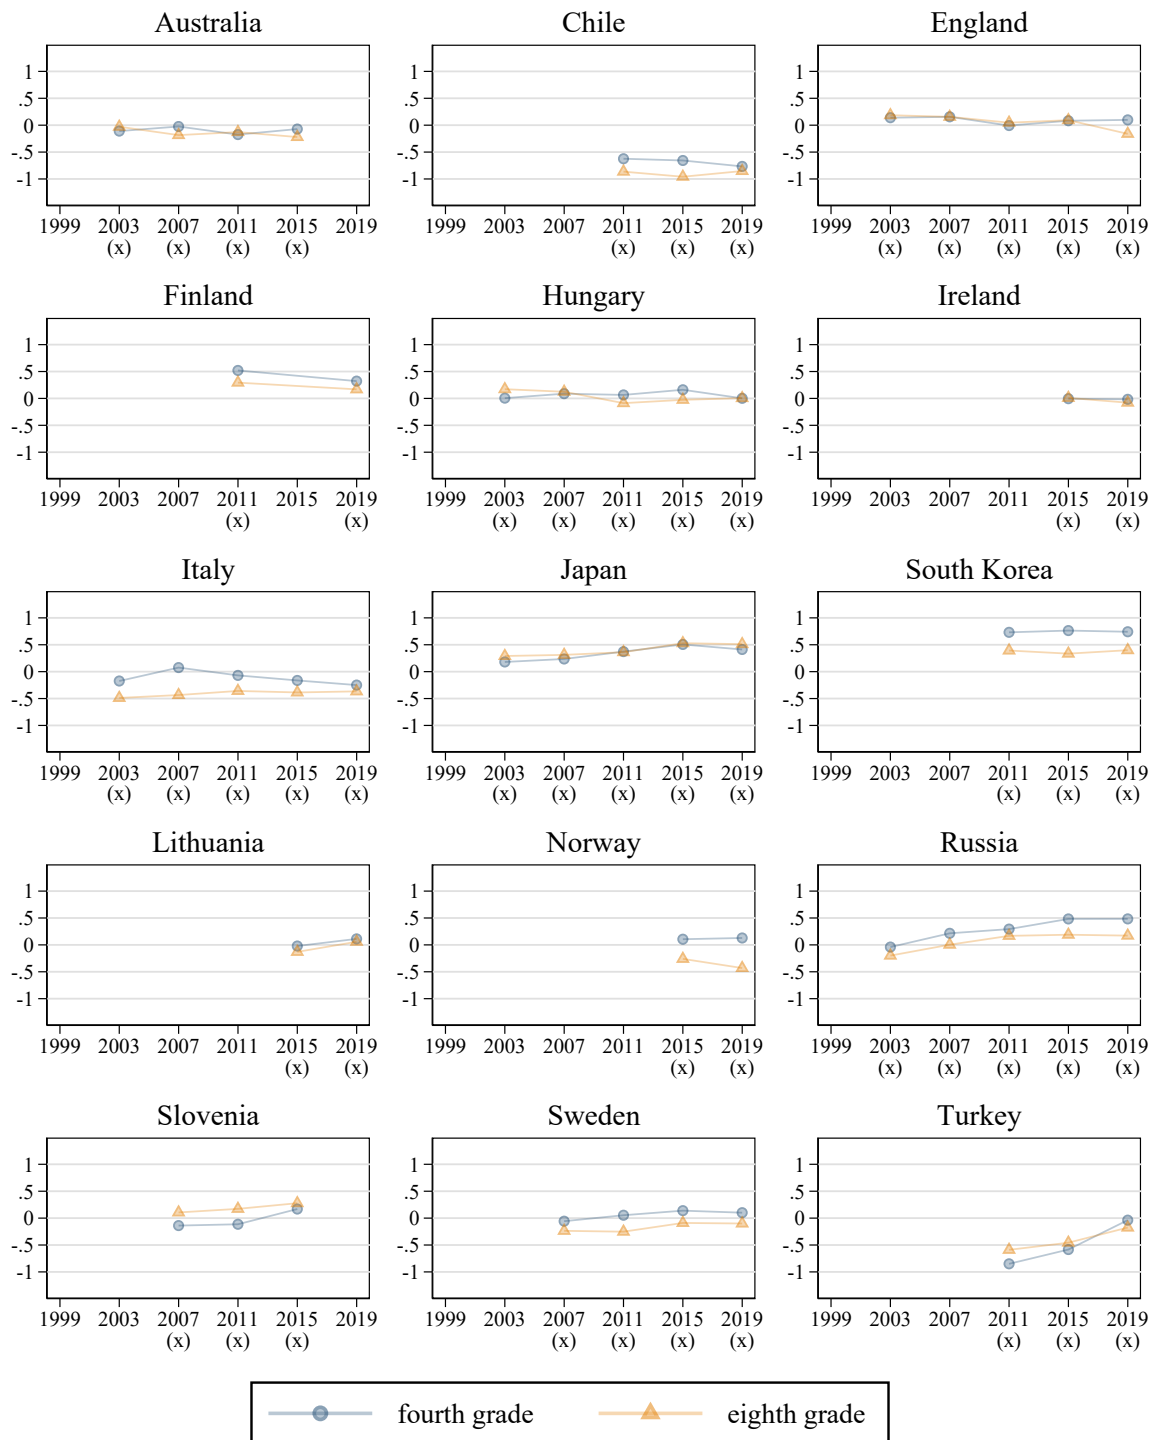 Australia Chile England
1 1 1
.5 .5 .5
0 0 0
-.5 -.5 -.5
-1 -1 -1
1999 2003 2007 2011 2015 2019 1999 2003 2007 2011 2015 2019 1999 2003 2007 2011 2015 2019
(x) (x) (x) (x) (x) (x) (x) (x) (x) (x) (x) (x)
Finland Hungary Ireland
1 1 1
.5 .5 .5
0 0 0
-.5 -.5 -.5
-1 -1 -1
1999 2003 2007 2011 2015 2019 1999 2003 2007 2011 2015 2019 1999 2003 2007 2011 2015 2019
(x) (x) (x) (x) (x) (x) (x) (x) (x)
Italy Japan South Korea
1 1 1
.5 .5 .5
0 0 0
-.5 -.5 -.5
-1 -1 -1
1999 2003 2007 2011 2015 2019 1999 2003 2007 2011 2015 2019 1999 2003 2007 2011 2015 2019
(x) (x) (x) (x) (x) (x) (x) (x) (x) (x) (x) (x) (x)
Lithuania Norway Russia
1 1 1
.5 .5 .5
0 0 0
-.5 -.5 -.5
-1 -1 -1
1999 2003 2007 2011 2015 2019 1999 2003 2007 2011 2015 2019 1999 2003 2007 2011 2015 2019
(x) (x) (x) (x) (x) (x) (x) (x) (x)
Slovenia Sweden Turkey
1 1 1
.5 .5 .5
0 0 0
-.5 -.5 -.5
-1 -1 -1
1999 2003 2007 2011 2015 2019 1999 2003 2007 2011 2015 2019 1999 2003 2007 2011 2015 2019
(x) (x) (x) (x) (x) (x) (x) (x) (x) (x)
fourth grade eighth grade